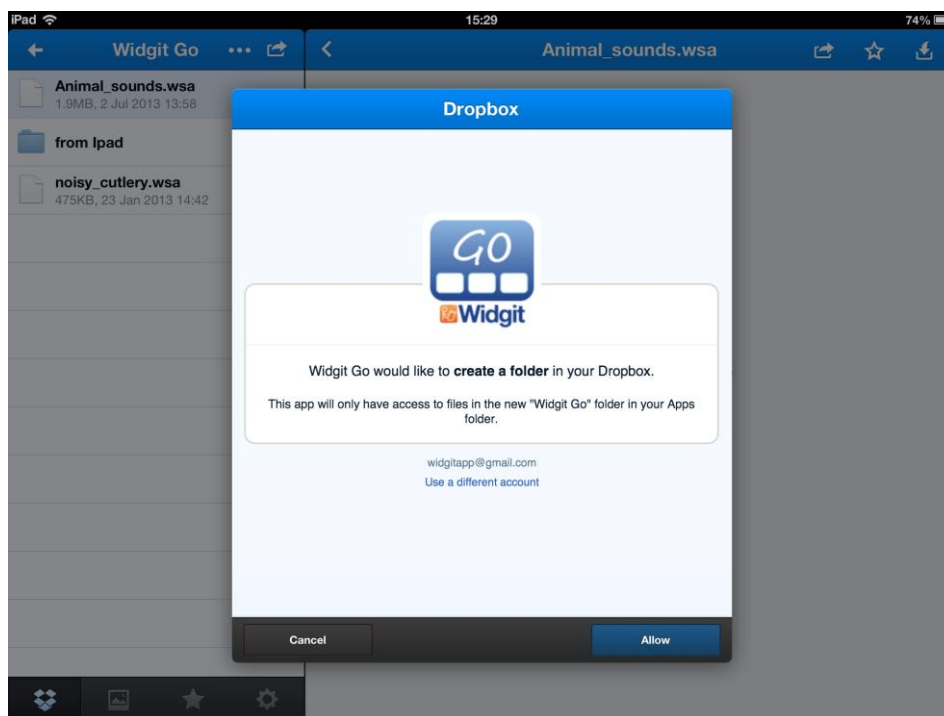 iPad 15:29 74%
Widgit Go
Animal_sounds.wsa
Animal_sounds.wsa
1.9MB, 2 Jul 2013 13:58
from Ipad
noisy_cutlery.wsa
475KB, 23 Jan 2013 14:42
Dropbox
GO
Widgit
Widgit Go would like to create a folder in your Dropbox.
This app will only have access to files in the new "Widgit Go" folder in your Apps
folder.
widgitapp@gmail.com
Use a different account
Cancel
Allow